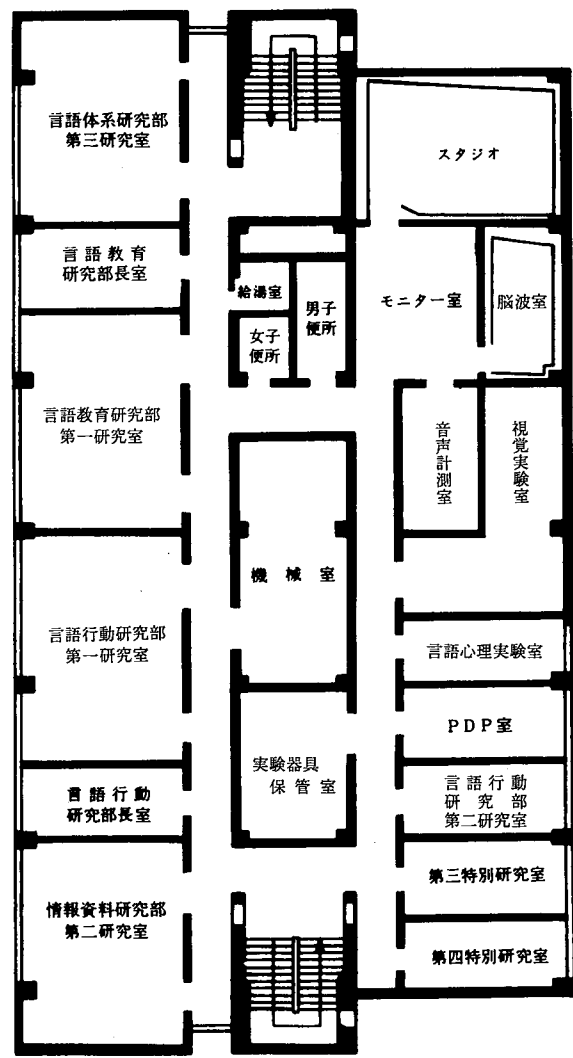 言語体系研究部
第三研究室
スタジオ
言語教育
研究部長室
給湯室
男子
便所
女子
便所
モニター室
脳波室
言語教育研究部
第一研究室
音声計測室
視覚実験室
機械室
言語行動研究部
第一研究室
言語心理実験室
PDP室
実験器具
保管室
言語行動
研究部長室
言語行動
研究部
第二研究室
情報資料研究部
第二研究室
第三特別研究室
第四特別研究室